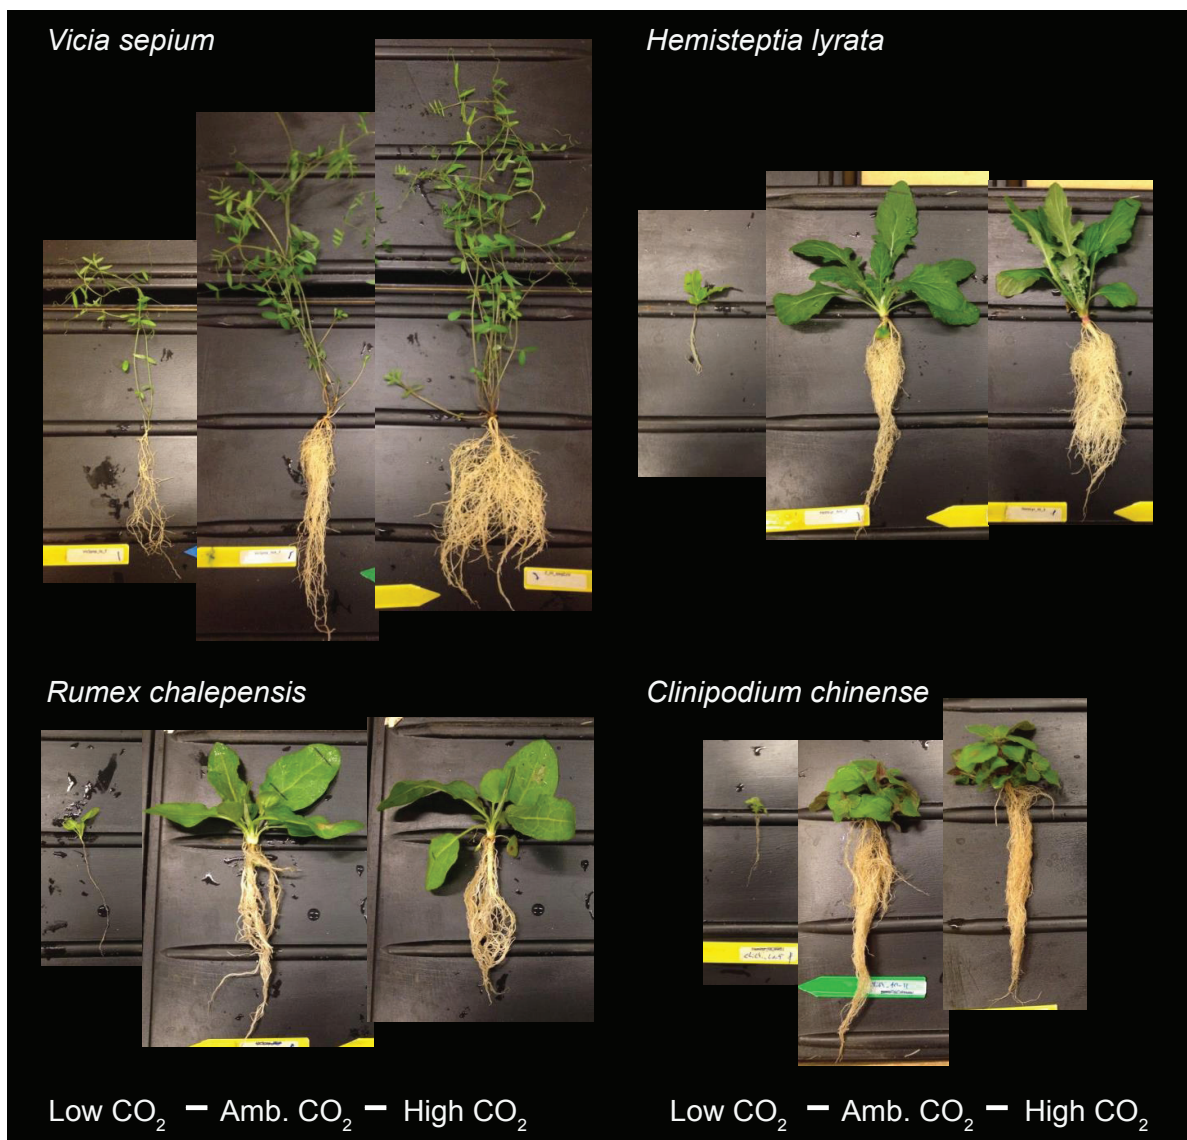 Vicia sepium
Hemisteptia lyrata
Rumex chalepensis
Clinipodium chinense
Low CO₂ – Amb. CO₂ – High CO₂
Low CO₂ – Amb. CO₂ – High CO₂